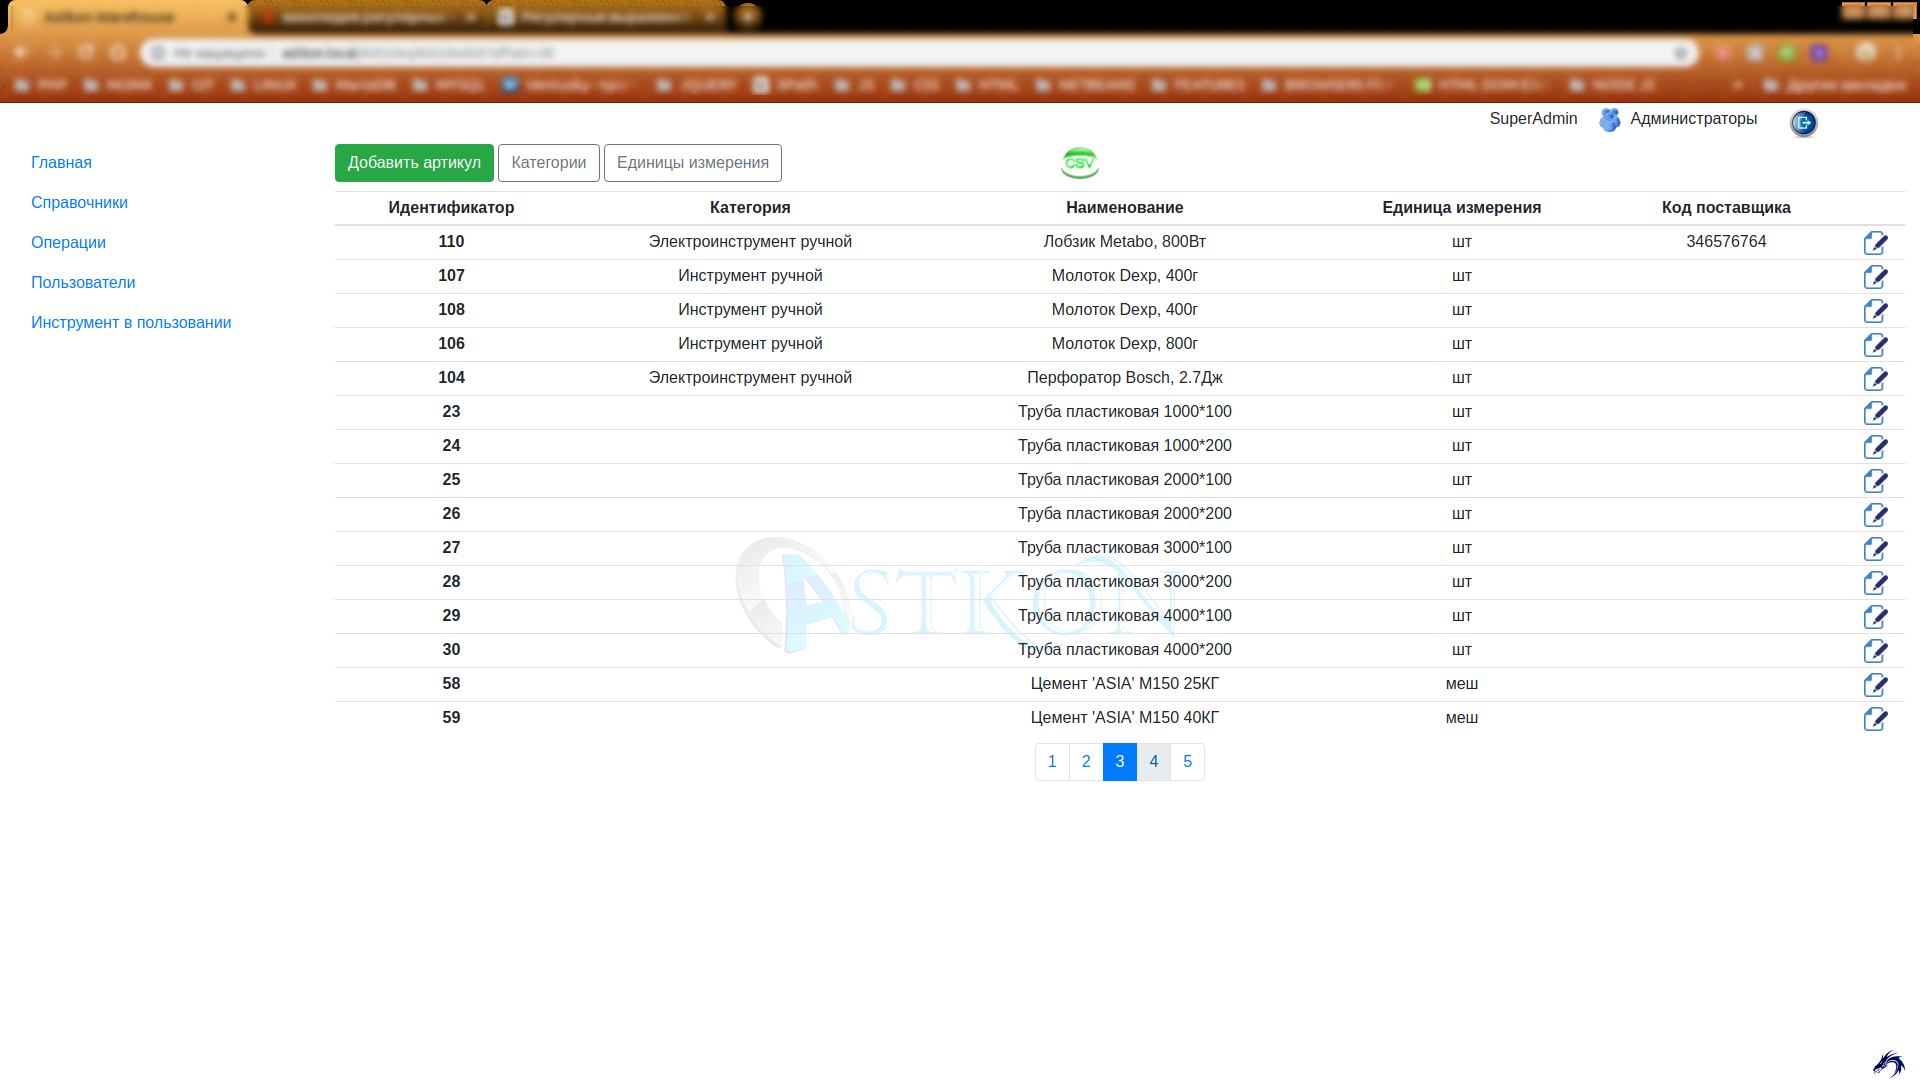 Astkon Warehouse
SuperAdmin Администраторы
Главная
Справочники
Операции
Пользователи
Инструмент в пользовании
Добавить артикул Категории Единицы измерения CSV
Идентификатор Категория Наименование Единица измерения Код поставщика
110 Электроинструмент ручной Лобзик Metabo, 800Вт шт 346576764
107 Инструмент ручной Молоток Dexp, 400г шт
108 Инструмент ручной Молоток Dexp, 400г шт
106 Инструмент ручной Молоток Dexp, 800г шт
104 Электроинструмент ручной Перфоратор Bosch, 2.7Дж шт
23 Труба пластиковая 1000*100 шт
24 Труба пластиковая 1000*200 шт
25 Труба пластиковая 2000*100 шт
26 Труба пластиковая 2000*200 шт
27 Труба пластиковая 3000*100 шт
28 Труба пластиковая 3000*200 шт
29 Труба пластиковая 4000*100 шт
30 Труба пластиковая 4000*200 шт
58 Цемент 'ASIA' М150 25КГ меш
59 Цемент 'ASIA' М150 40КГ меш
ASTKON
1 2 3 4 5